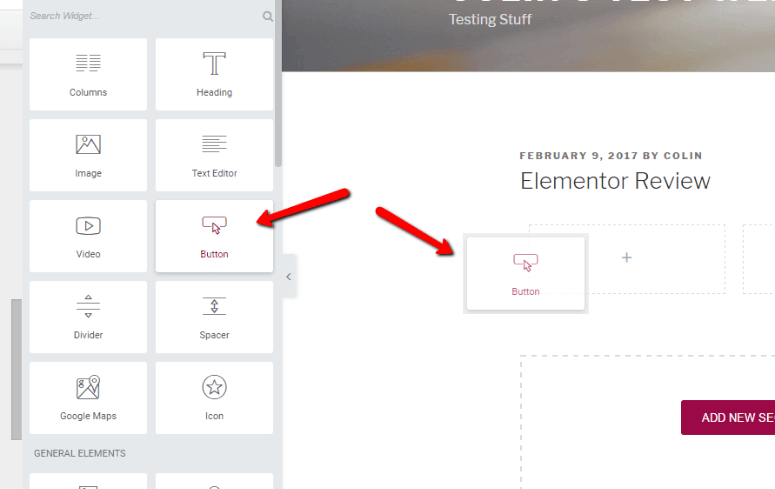 Search Widget...
Columns
Heading
Image
Text Editor
Video
Button
Divider
Spacer
Google Maps
Icon
GENERAL ELEMENTS
Testing Stuff
FEBRUARY 9, 2017 BY COLIN
Elementor Review
+
Button
ADD NEW SE